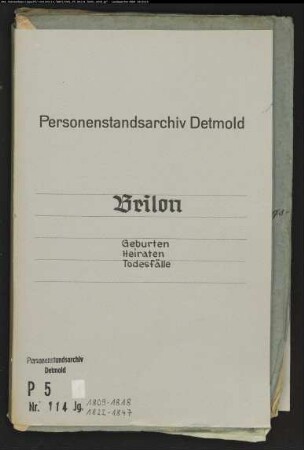 Personenstandsarchiv Detmold
Brilon
Geburten
Heiraten
Todesfälle
Personenstandsarchiv
Detmold
P 5
Nr. 114 Jg. 1809-1818
1822-1847